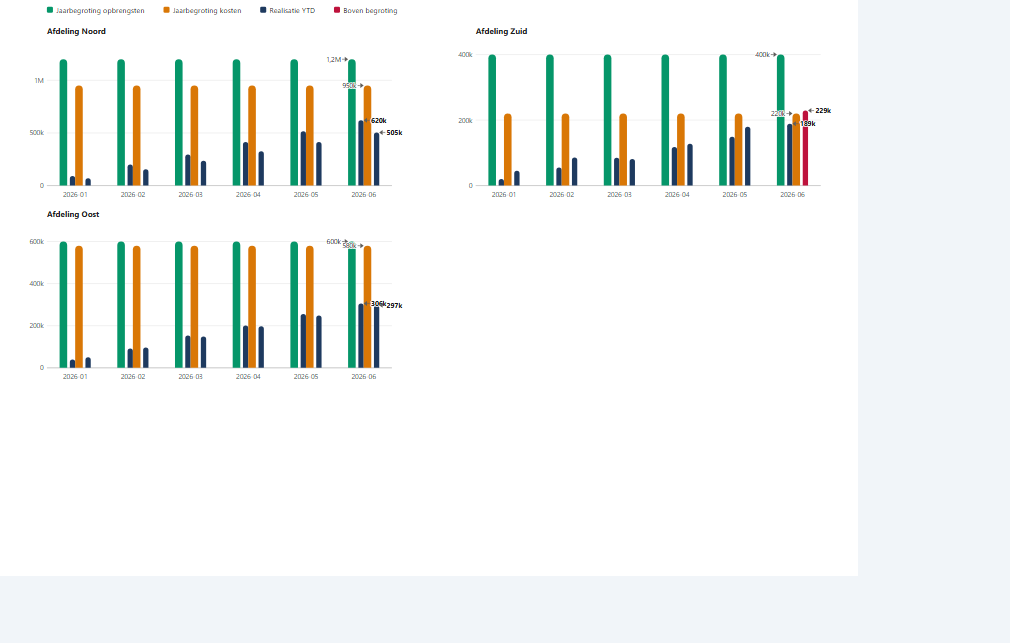 Jaarbegroting opbrengsten Jaarbegroting kosten Realisatie YTD Boven begroting
Afdeling Noord
1M
500k
0
1,2M
950k
620k
505k
2026-01 2026-02 2026-03 2026-04 2026-05 2026-06
Afdeling Zuid
400k
200k
0
400k
220k
229k
189k
2026-01 2026-02 2026-03 2026-04 2026-05 2026-06
Afdeling Oost
600k
400k
200k
0
600k
580k
306k
297k
2026-01 2026-02 2026-03 2026-04 2026-05 2026-06